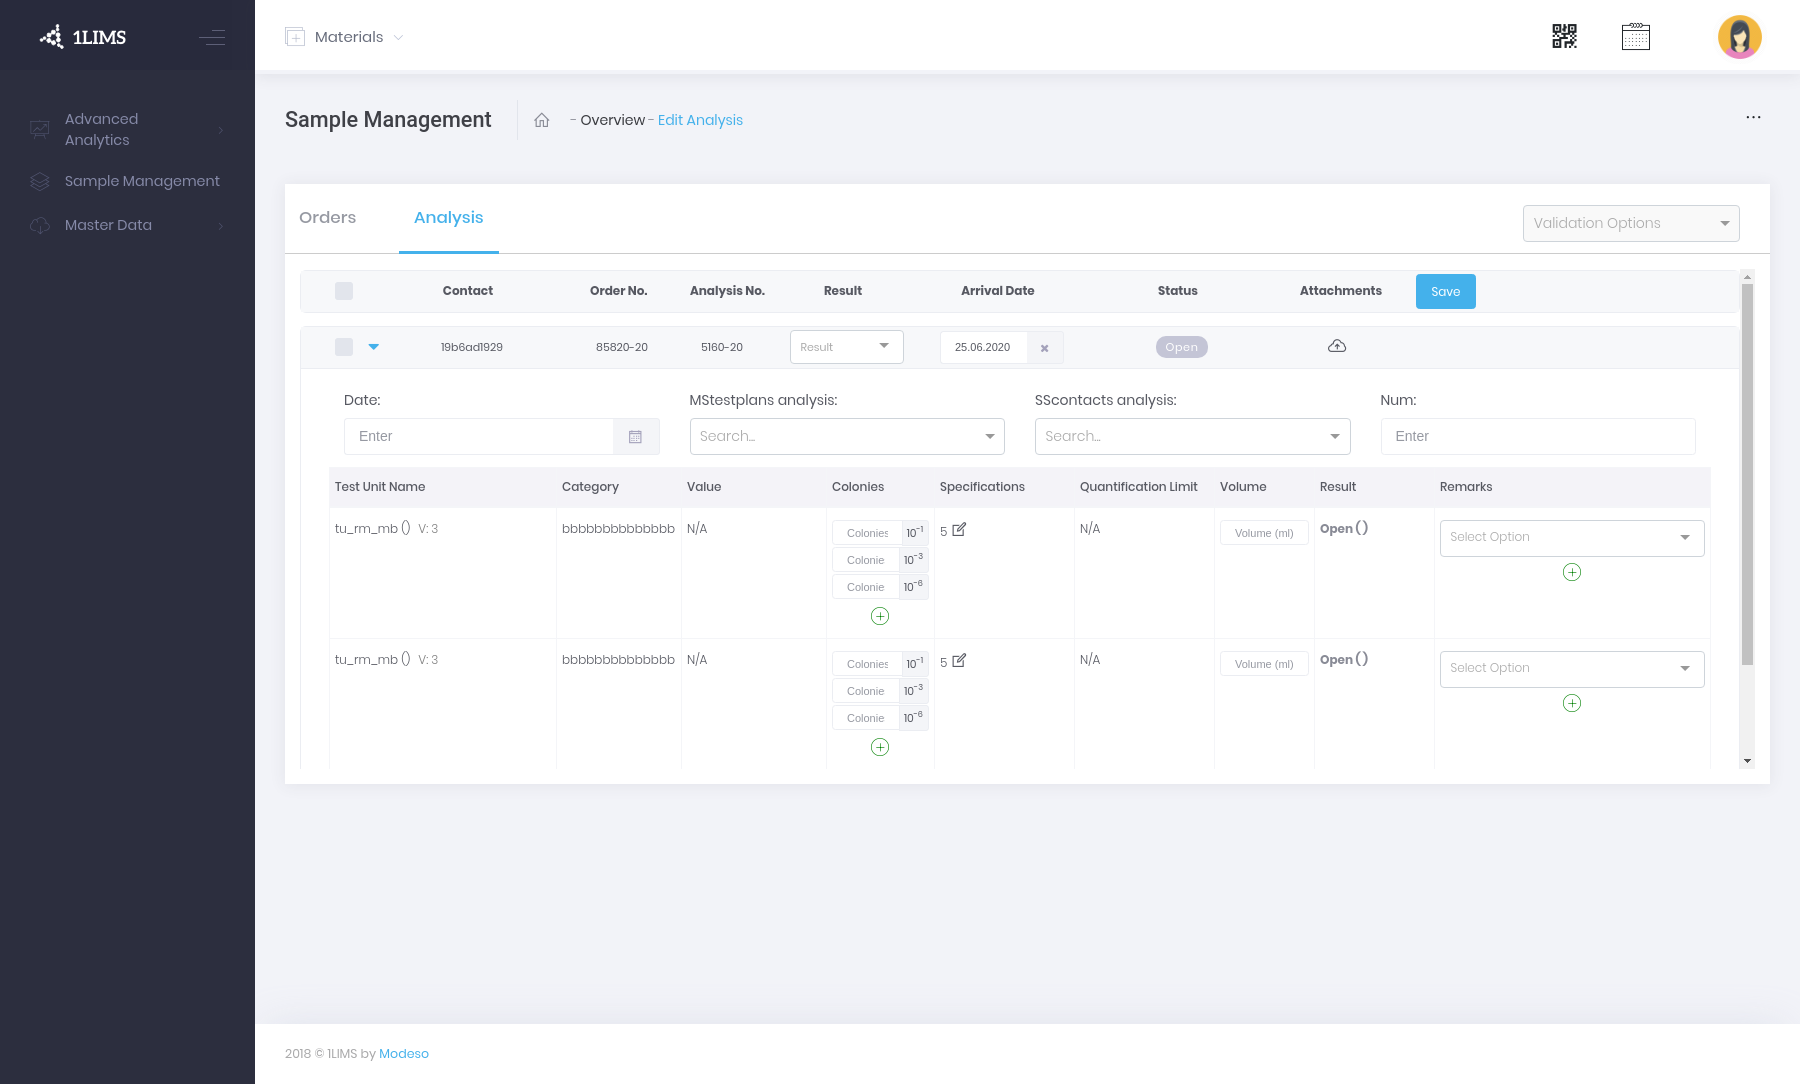 1LIMS
Materials
Advanced
Analytics
Sample Management
Master Data
Sample Management
- Overview - Edit Analysis
Orders
Analysis
Validation Options
Contact Order No. Analysis No. Result Arrival Date Status Attachments Save
19b6ad1929 85820-20 5160-20 Result 25.06.2020 Open
Date: MStestplans analysis: SScontacts analysis: Num:
Enter Search... Search... Enter
Test Unit Name Category Value Colonies Specifications Quantification Limit Volume Result Remarks
tu_rm_mb () V: 3 bbbbbbbbbbbbbb N/A Colonies 10⁻¹ 5 N/A Volume (ml) Open () Select Option
Colonie 10⁻³
Colonie 10⁻⁶
tu_rm_mb () V: 3 bbbbbbbbbbbbbb N/A Colonies 10⁻¹ 5 N/A Volume (ml) Open () Select Option
Colonie 10⁻³
Colonie 10⁻⁶
2018 © 1LIMS by Modeso